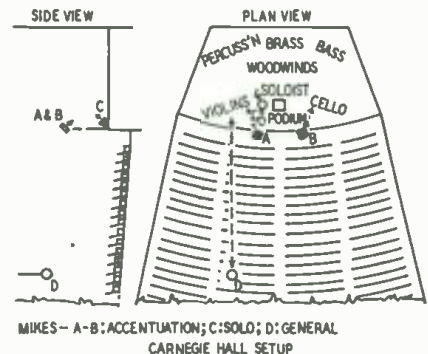 SIDE VIEW
PLAN VIEW
PERCUSS'N BRASS BASS
WOODWINDS
SOLOIST
VIOLINS
CELLO
PODIUM
A & B
C
A
B
D
D
MIKES - A-B: ACCENTUATION; C: SOLO; D: GENERAL
CARNEGIE HALL SETUP